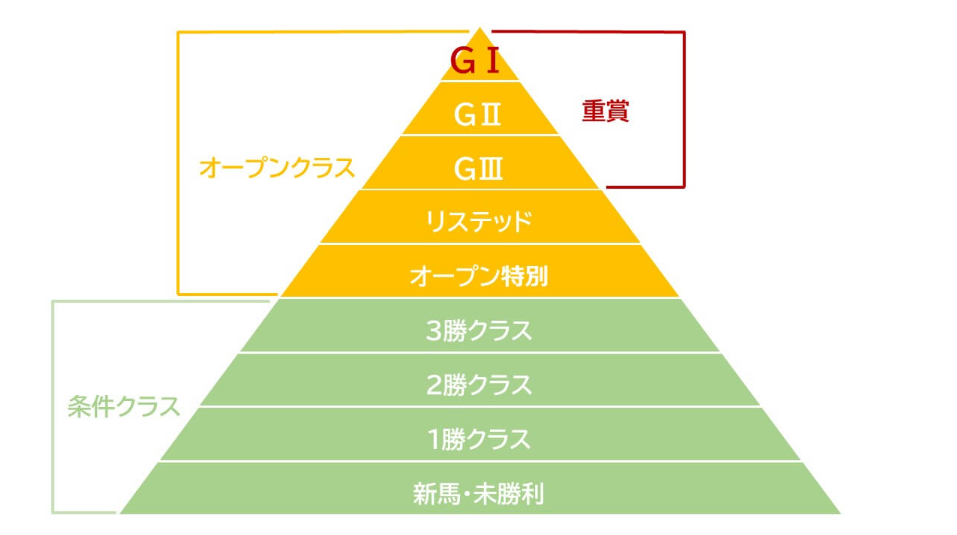 GⅠ
GⅡ
重賞
オープンクラス
GⅢ
リステッド
オープン特別
3勝クラス
2勝クラス
条件クラス
1勝クラス
新馬・未勝利